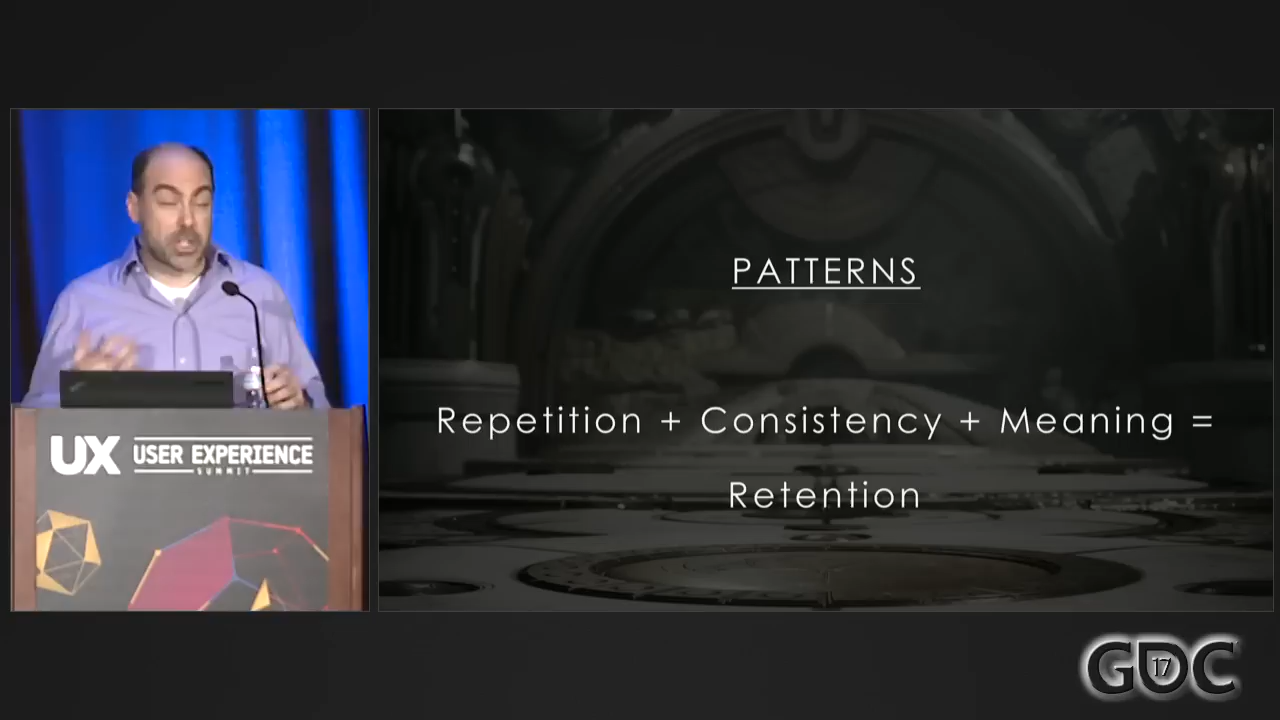 PATTERNS
Repetition + Consistency + Meaning =
Retention
UX USER EXPERIENCE
SUMMIT
GDC 17